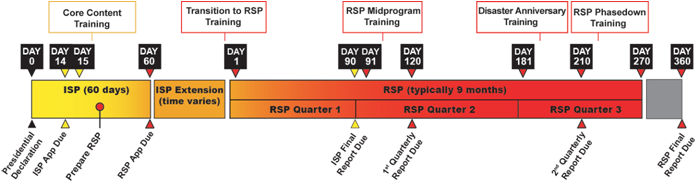 Core Content
Training
Transition to
RSP Training
RSP Midprogram
Training
Disaster Anniversary
Training
RSP Phasedown
Training
DAY
0
DAY
14
DAY
15
DAY
60
DAY
1
DAY
90
DAY
91
DAY
120
DAY
181
DAY
210
DAY
270
DAY
360
ISP (60 days)
ISP Extension
(time varies)
RSP (typically 9 months)
RSP Quarter 1
RSP Quarter 2
RSP Quarter 3
Presidential
Declaration
ISP App Due
Prepare RSP
RSP App Due
ISP Final
Report Due
1st Quarterly
Report Due
2nd Quarterly
Report Due
RSP Final
Report Due